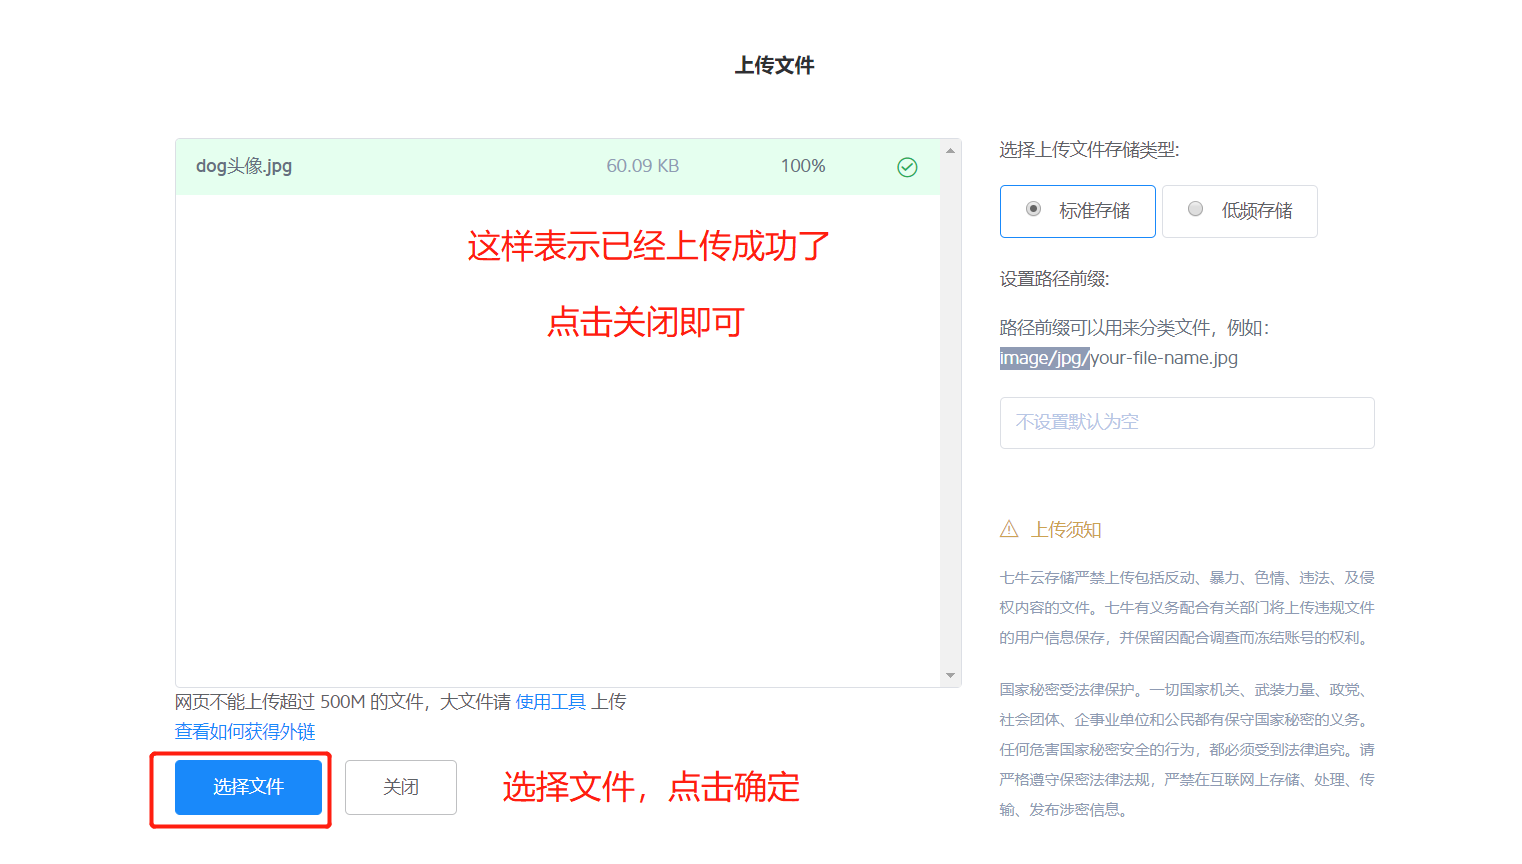 上传文件
dog头像.jpg 60.09 KB 100%
这样表示已经上传成功了
点击关闭即可
网页不能上传超过 500M 的文件，大文件请 使用工具 上传
查看如何获得外链
选择文件 关闭 选择文件，点击确定
选择上传文件存储类型:
标准存储 低频存储
设置路径前缀:
路径前缀可以用来分类文件，例如：
image/jpg/your-file-name.jpg
不设置默认为空
上传须知
七牛云存储严禁上传包括反动、暴力、色情、违法、及侵
权内容的文件。七牛有义务配合有关部门将上传违规文件
的用户信息保存，并保留因配合调查而冻结账号的权利。
国家秘密受法律保护。一切国家机关、武装力量、政党、
社会团体、企事业单位和公民都有保守国家秘密的义务。
任何危害国家秘密安全的行为，都必须受到法律追究。请
严格遵守保密法律法规，严禁在互联网上存储、处理、传
输、发布涉密信息。